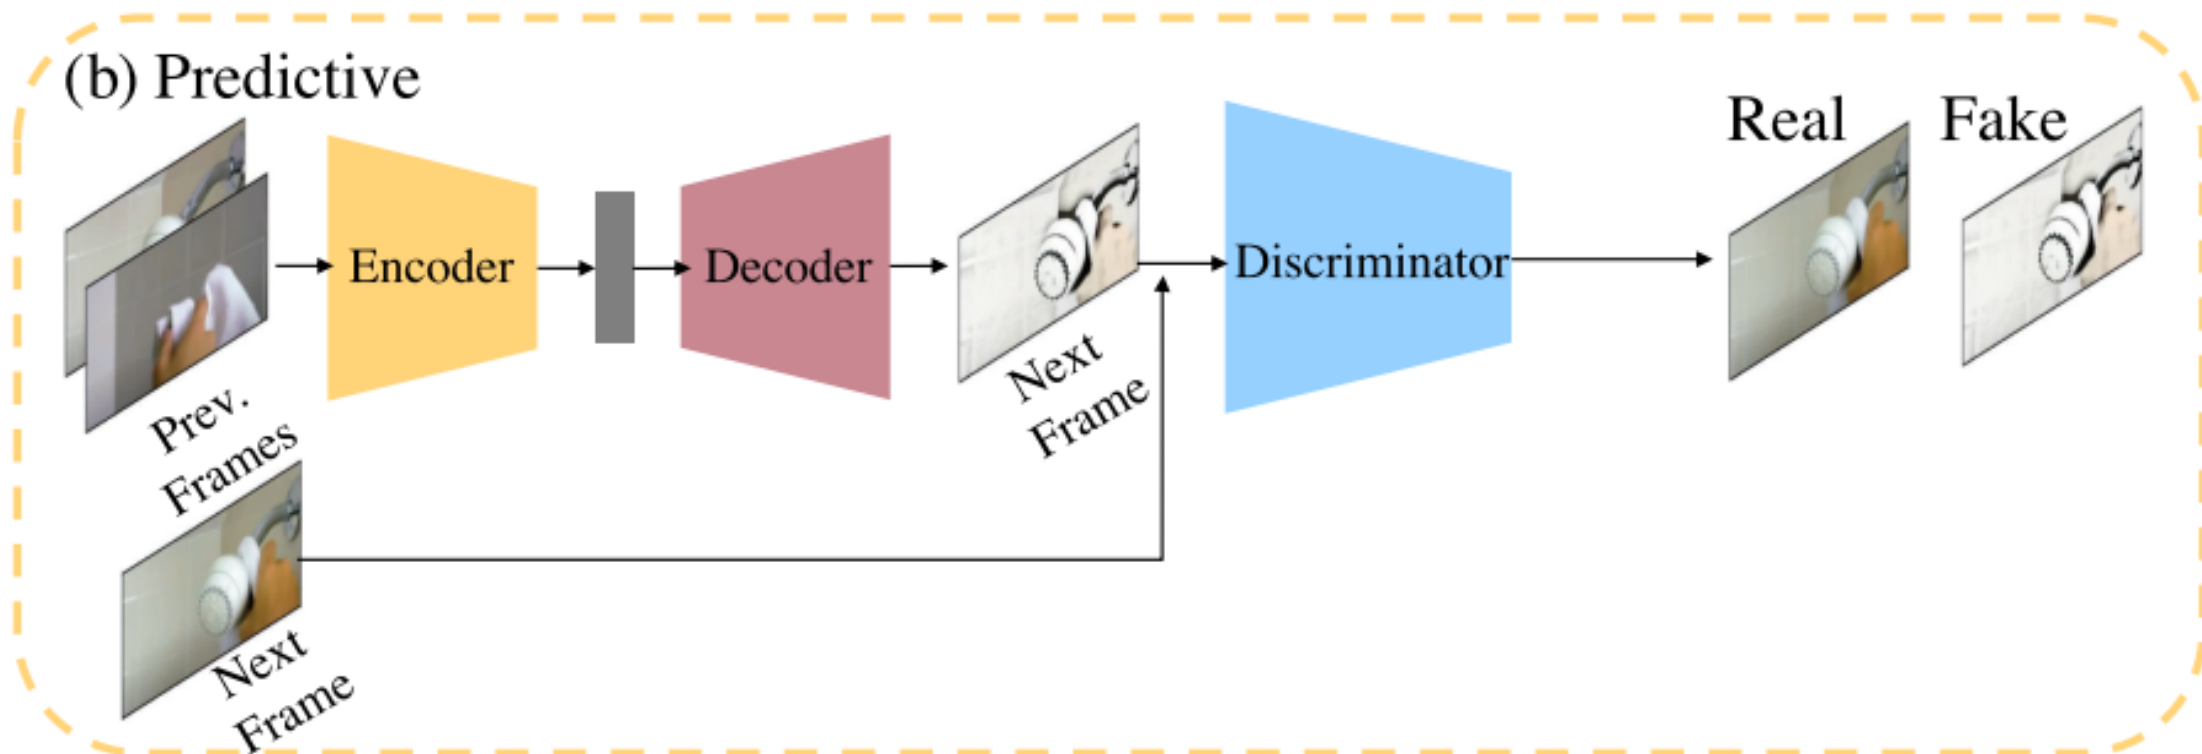 (b) Predictive
Real
Fake
Encoder
Decoder
Discriminator
Next
Frame
Prev.
Frames
Next
Frame